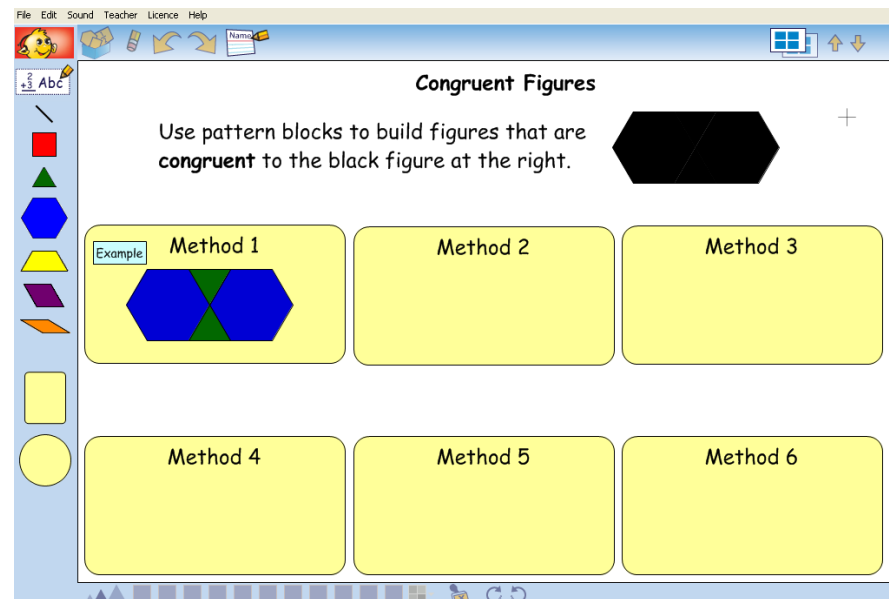 File Edit Sound Teacher Licence Help
Name
2
+3 Abc
Congruent Figures
Use pattern blocks to build figures that are
congruent to the black figure at the right.
Example
Method 1
Method 2
Method 3
Method 4
Method 5
Method 6